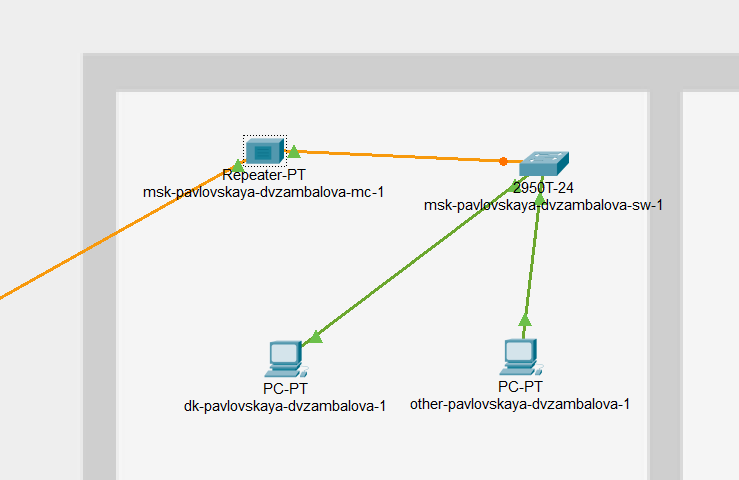 Repeater-PT
msk-pavlovskaya-dvzambalova-mc-1
2950T-24
msk-pavlovskaya-dvzambalova-sw-1
PC-PT
dk-pavlovskaya-dvzambalova-1
PC-PT
other-pavlovskaya-dvzambalova-1